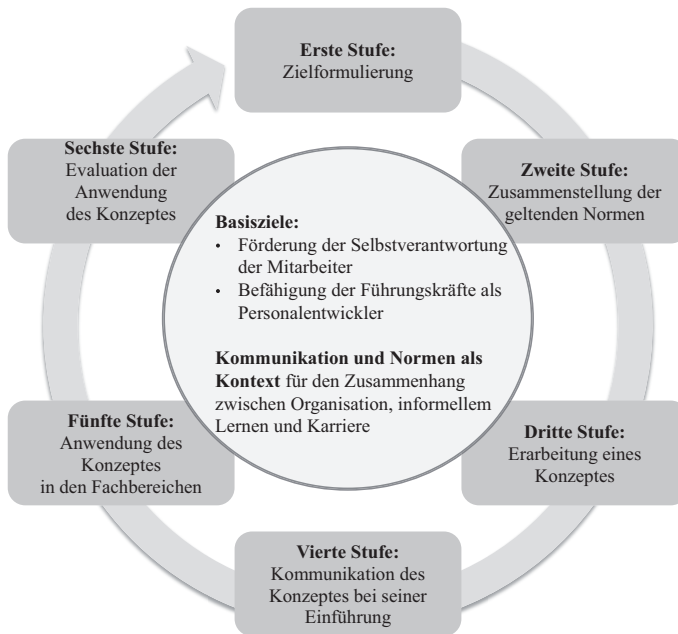 Erste Stufe:
Zielformulierung
Zweite Stufe:
Zusammenstellung der
geltenden Normen
Dritte Stufe:
Erarbeitung eines
Konzeptes
Vierte Stufe:
Kommunikation des
Konzeptes bei seiner
Einführung
Fünfte Stufe:
Anwendung des
Konzeptes
in den Fachbereichen
Sechste Stufe:
Evaluation der
Anwendung
des Konzeptes
Basisziele:
• Förderung der Selbstverantwortung
der Mitarbeiter
• Befähigung der Führungskräfte als
Personalentwickler
Kommunikation und Normen als
Kontext für den Zusammenhang
zwischen Organisation, informellem
Lernen und Karriere